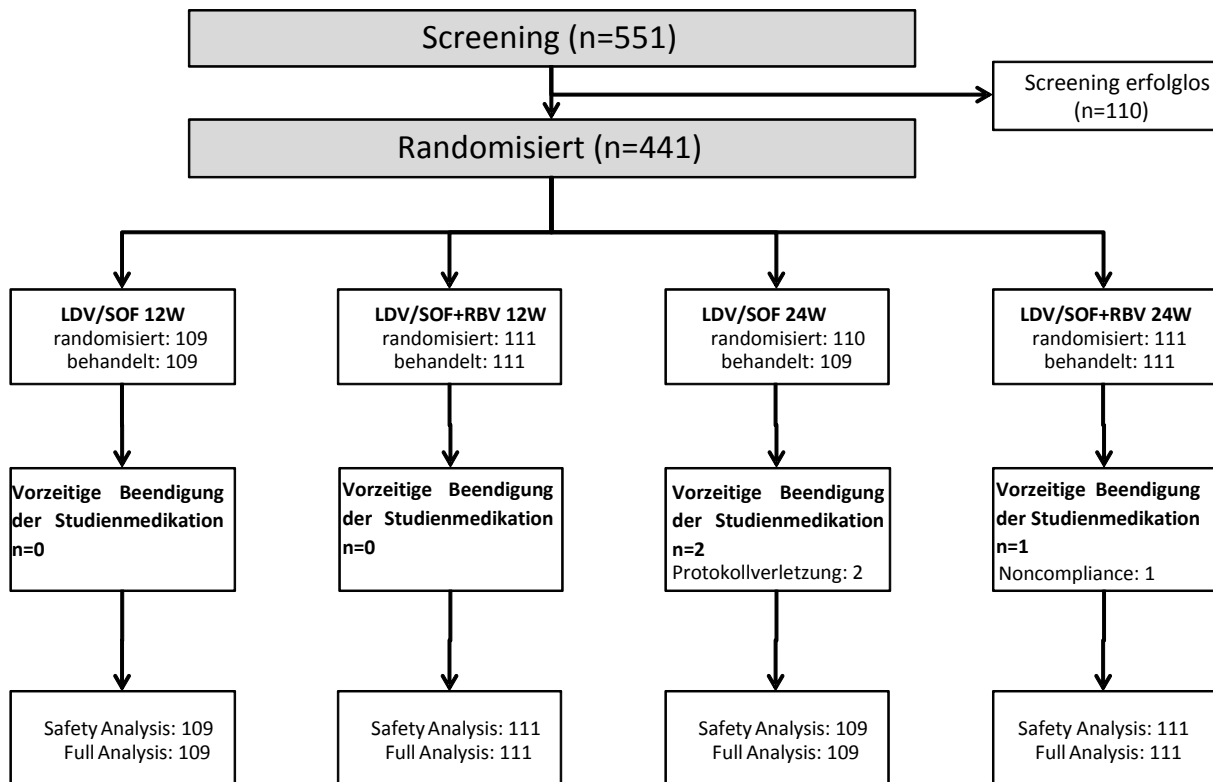 Screening (n=551)
Screening erfolglos
(n=110)
Randomisiert (n=441)
LDV/SOF 12W
randomisiert: 109
behandelt: 109
LDV/SOF+RBV 12W
randomisiert: 111
behandelt: 111
LDV/SOF 24W
randomisiert: 110
behandelt: 109
LDV/SOF+RBV 24W
randomisiert: 111
behandelt: 111
Vorzeitige Beendigung
der Studienmedikation
n=0
Vorzeitige Beendigung
der Studienmedikation
n=0
Vorzeitige Beendigung
der Studienmedikation
n=2
Protokollverletzung: 2
Vorzeitige Beendigung
der Studienmedikation
n=1
Noncompliance: 1
Safety Analysis: 109
Full Analysis: 109
Safety Analysis: 111
Full Analysis: 111
Safety Analysis: 109
Full Analysis: 109
Safety Analysis: 111
Full Analysis: 111